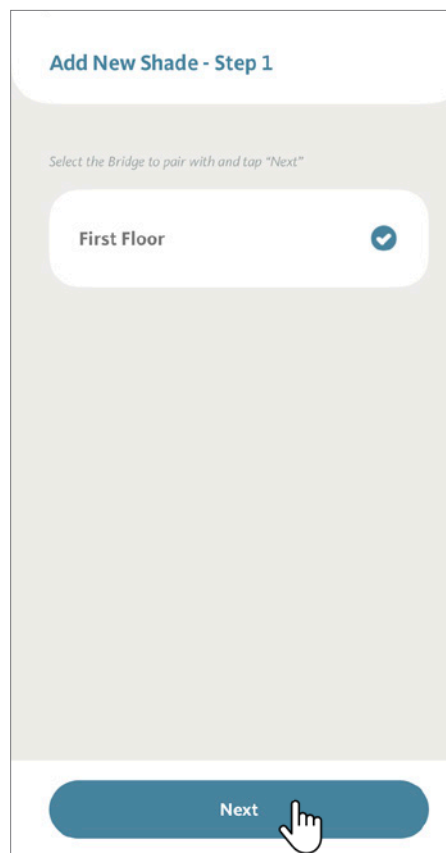 Add New Shade - Step 1
Select the Bridge to pair with and tap “Next”
First Floor
Next